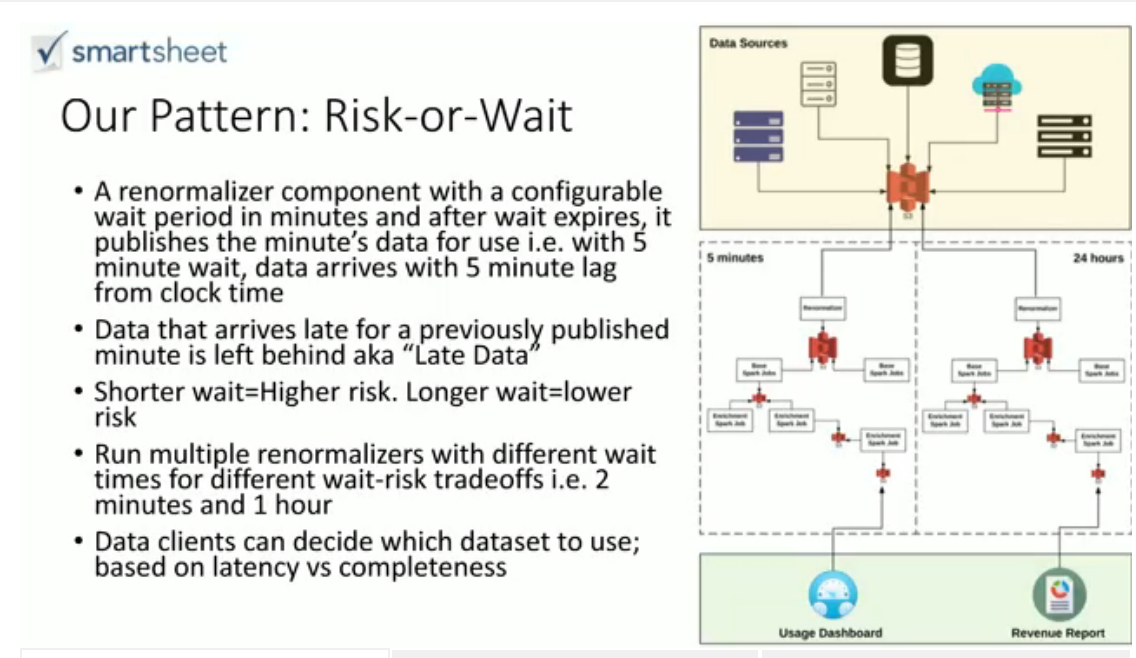 smartsheet
Our Pattern: Risk-or-Wait
• A renormalizer component with a configurable
wait period in minutes and after wait expires, it
publishes the minute's data for use i.e. with 5
minute wait, data arrives with 5 minute lag
from clock time
• Data that arrives late for a previously published
minute is left behind aka “Late Data”
• Shorter wait=Higher risk. Longer wait=lower
risk
• Run multiple renormalizers with different wait
times for different wait-risk tradeoffs i.e. 2
minutes and 1 hour
• Data clients can decide which dataset to use;
based on latency vs completeness
Data Sources
S3
5 minutes
24 hours
Renormalizer
Renormalizer
S3
S3
Base
Spark Jobs
Base
Spark Jobs
Base
Spark Jobs
Base
Spark Jobs
Enrichment
Spark Job
Enrichment
Spark Job
Enrichment
Spark Job
Enrichment
Spark Job
Enrichment
Spark Job
Enrichment
Spark Job
Usage Dashboard
Revenue Report